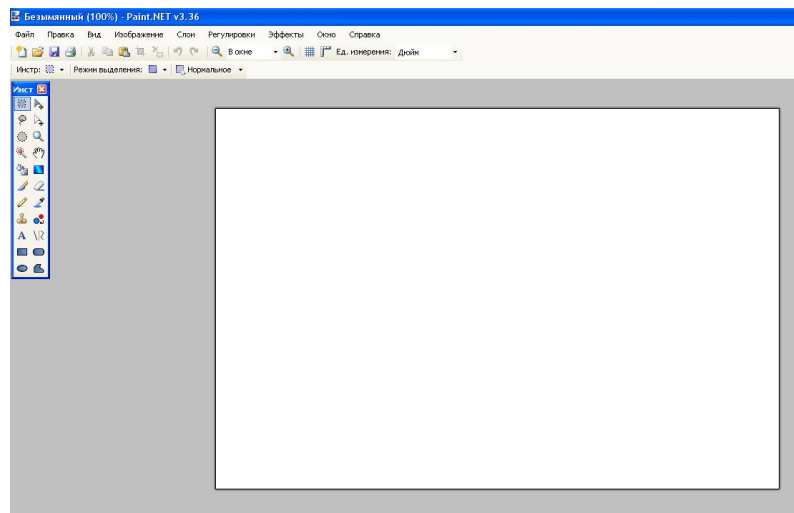 Безымянный (100%) - Paint.NET v3.36
Файл Правка Вид Изображение Слои Регулировки Эффекты Окно Справка
В окне Ед. измерения: Дюйм
Инстр: Режим выделения: Нормальное
Инст